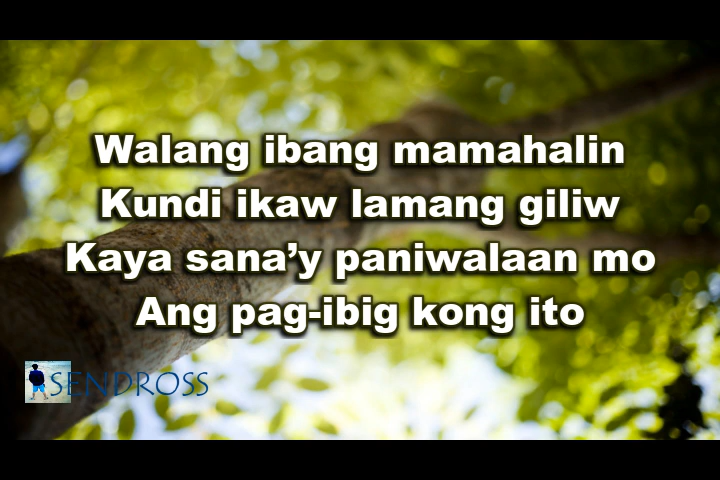 Walang ibang mamahalin
Kundi ikaw lamang giliw
Kaya sana’y paniwalaan mo
Ang pag-ibig kong ito
SENDROSS